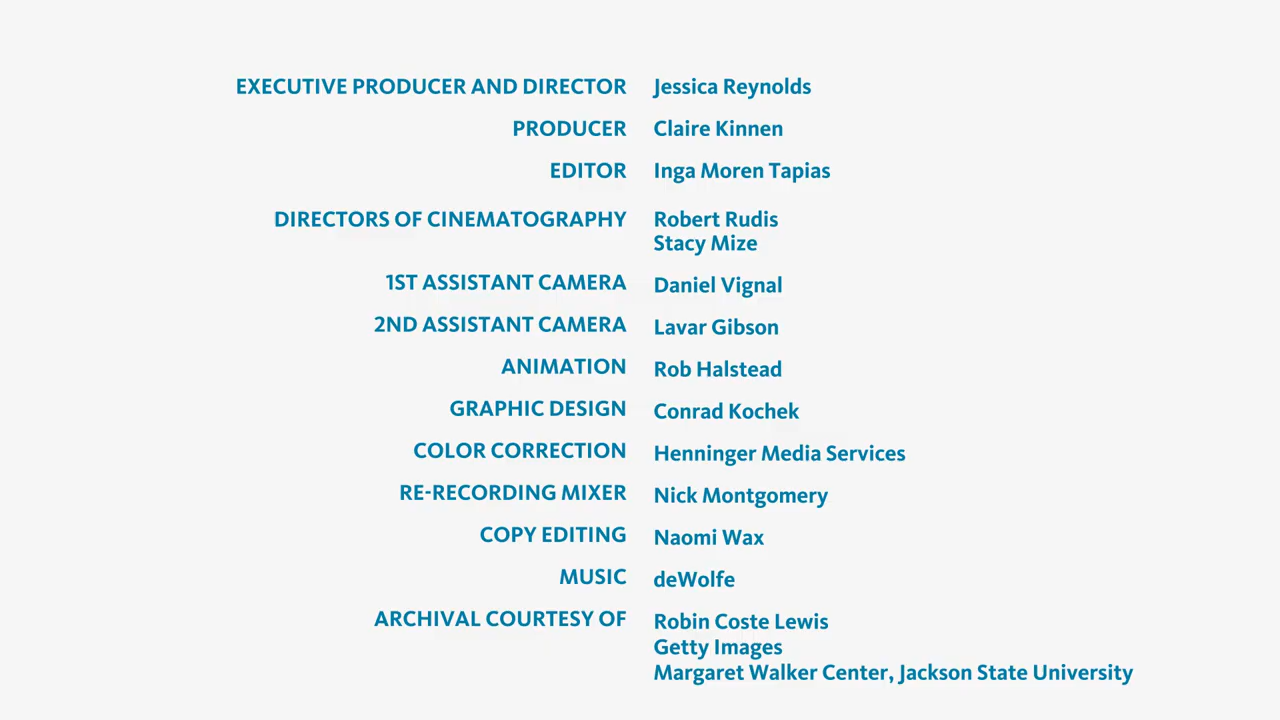 EXECUTIVE PRODUCER AND DIRECTOR Jessica Reynolds
PRODUCER Claire Kinnen
EDITOR Inga Moren Tapias
DIRECTORS OF CINEMATOGRAPHY Robert Rudis
Stacy Mize
1ST ASSISTANT CAMERA Daniel Vignal
2ND ASSISTANT CAMERA Lavar Gibson
ANIMATION Rob Halstead
GRAPHIC DESIGN Conrad Kochek
COLOR CORRECTION Henninger Media Services
RE-RECORDING MIXER Nick Montgomery
COPY EDITING Naomi Wax
MUSIC deWolfe
ARCHIVAL COURTESY OF Robin Coste Lewis
Getty Images
Margaret Walker Center, Jackson State University